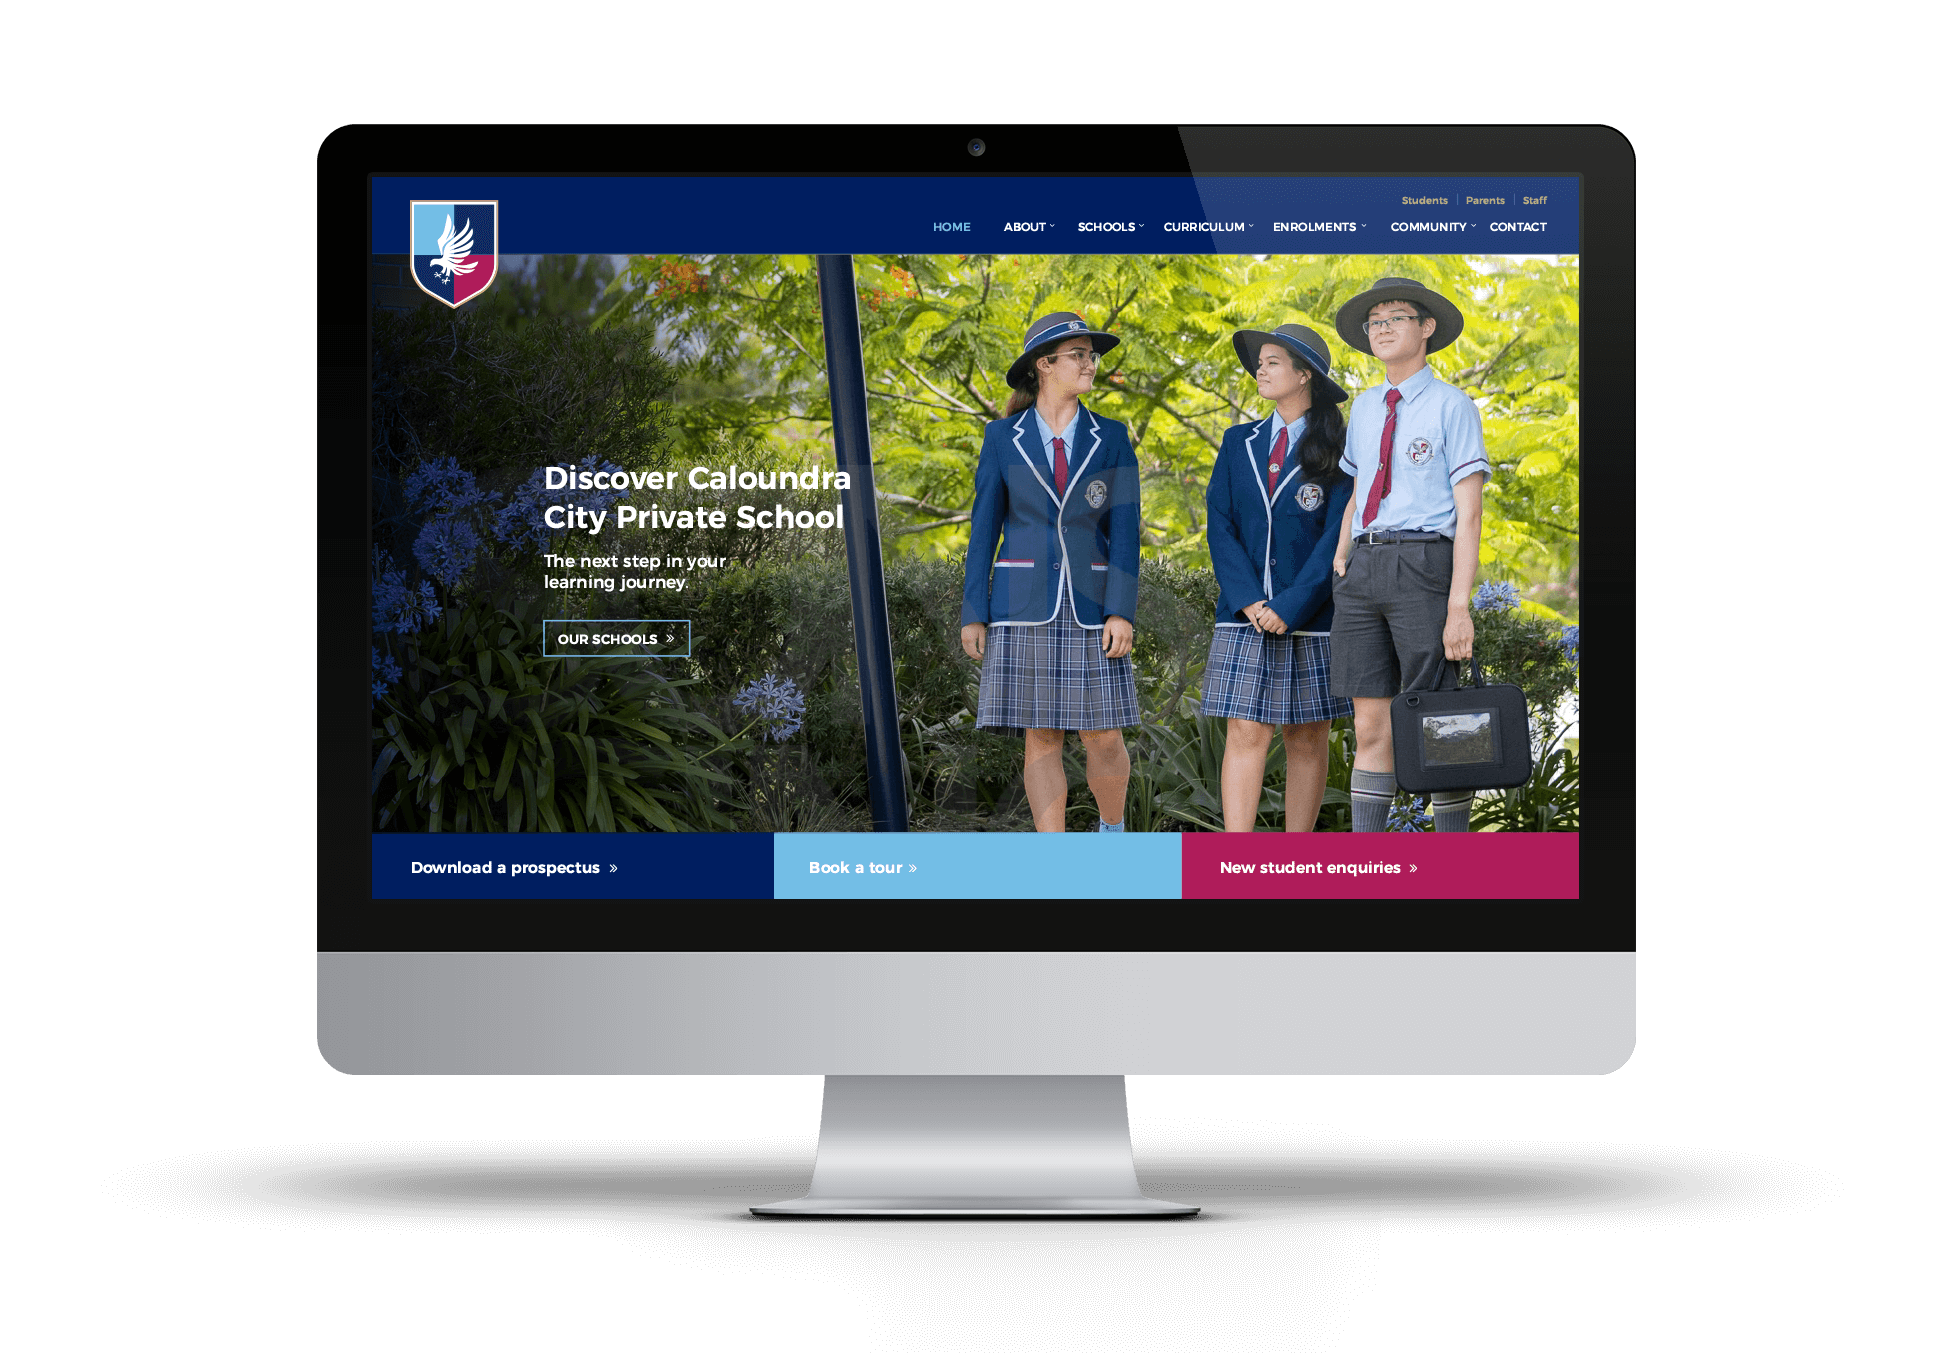 Students Parents Staff
HOME ABOUT SCHOOLS CURRICULUM ENROLMENTS COMMUNITY CONTACT
Discover Caloundra
City Private School
The next step in your
learning journey.
OUR SCHOOLS »
Download a prospectus »
Book a tour »
New student enquiries »